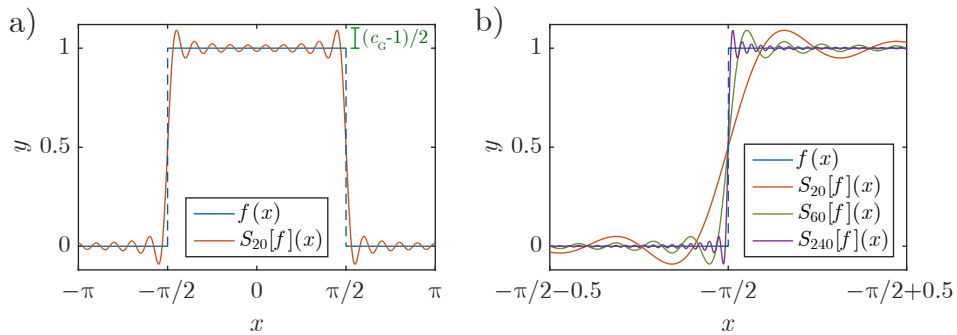 a)
(c_G-1)/2
1
0.5
0
y
f(x)
S_20[f](x)
−π
−π/2
0
π/2
π
x
b)
1
0.5
0
y
f(x)
S_20[f](x)
S_60[f](x)
S_240[f](x)
−π/2−0.5
−π/2
−π/2+0.5
x